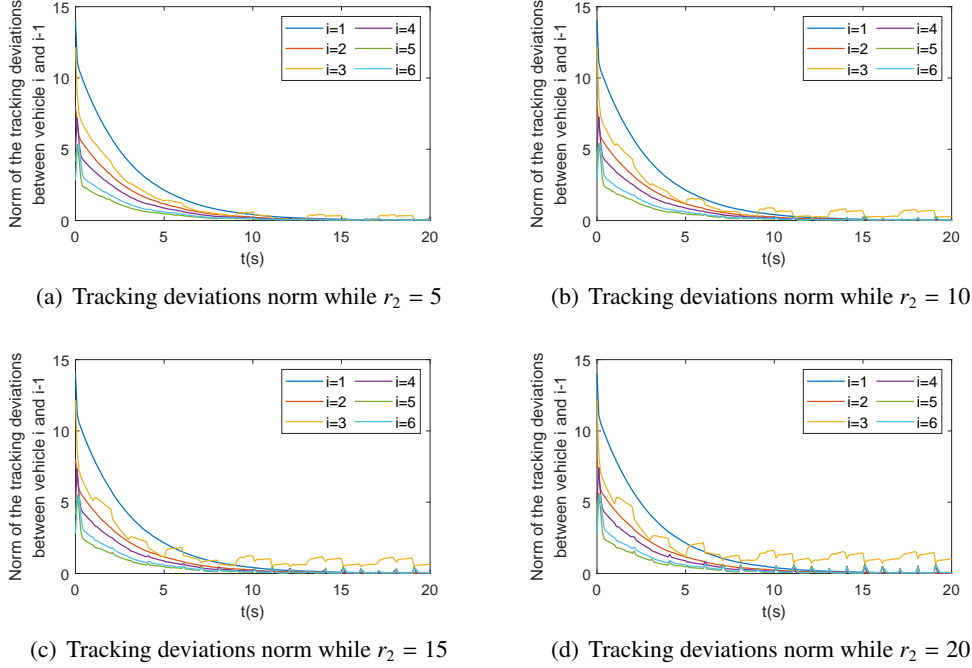 Norm of the tracking deviations
between vehicle i and i-1
15
10
5
0
i=1 i=4
i=2 i=5
i=3 i=6
0 5 10 15 20
t(s)
(a) Tracking deviations norm while r₂ = 5
Norm of the tracking deviations
between vehicle i and i-1
15
10
5
0
i=1 i=4
i=2 i=5
i=3 i=6
0 5 10 15 20
t(s)
(b) Tracking deviations norm while r₂ = 10
Norm of the tracking deviations
between vehicle i and i-1
15
10
5
0
i=1 i=4
i=2 i=5
i=3 i=6
0 5 10 15 20
t(s)
(c) Tracking deviations norm while r₂ = 15
Norm of the tracking deviations
between vehicle i and i-1
15
10
5
0
i=1 i=4
i=2 i=5
i=3 i=6
0 5 10 15 20
t(s)
(d) Tracking deviations norm while r₂ = 20